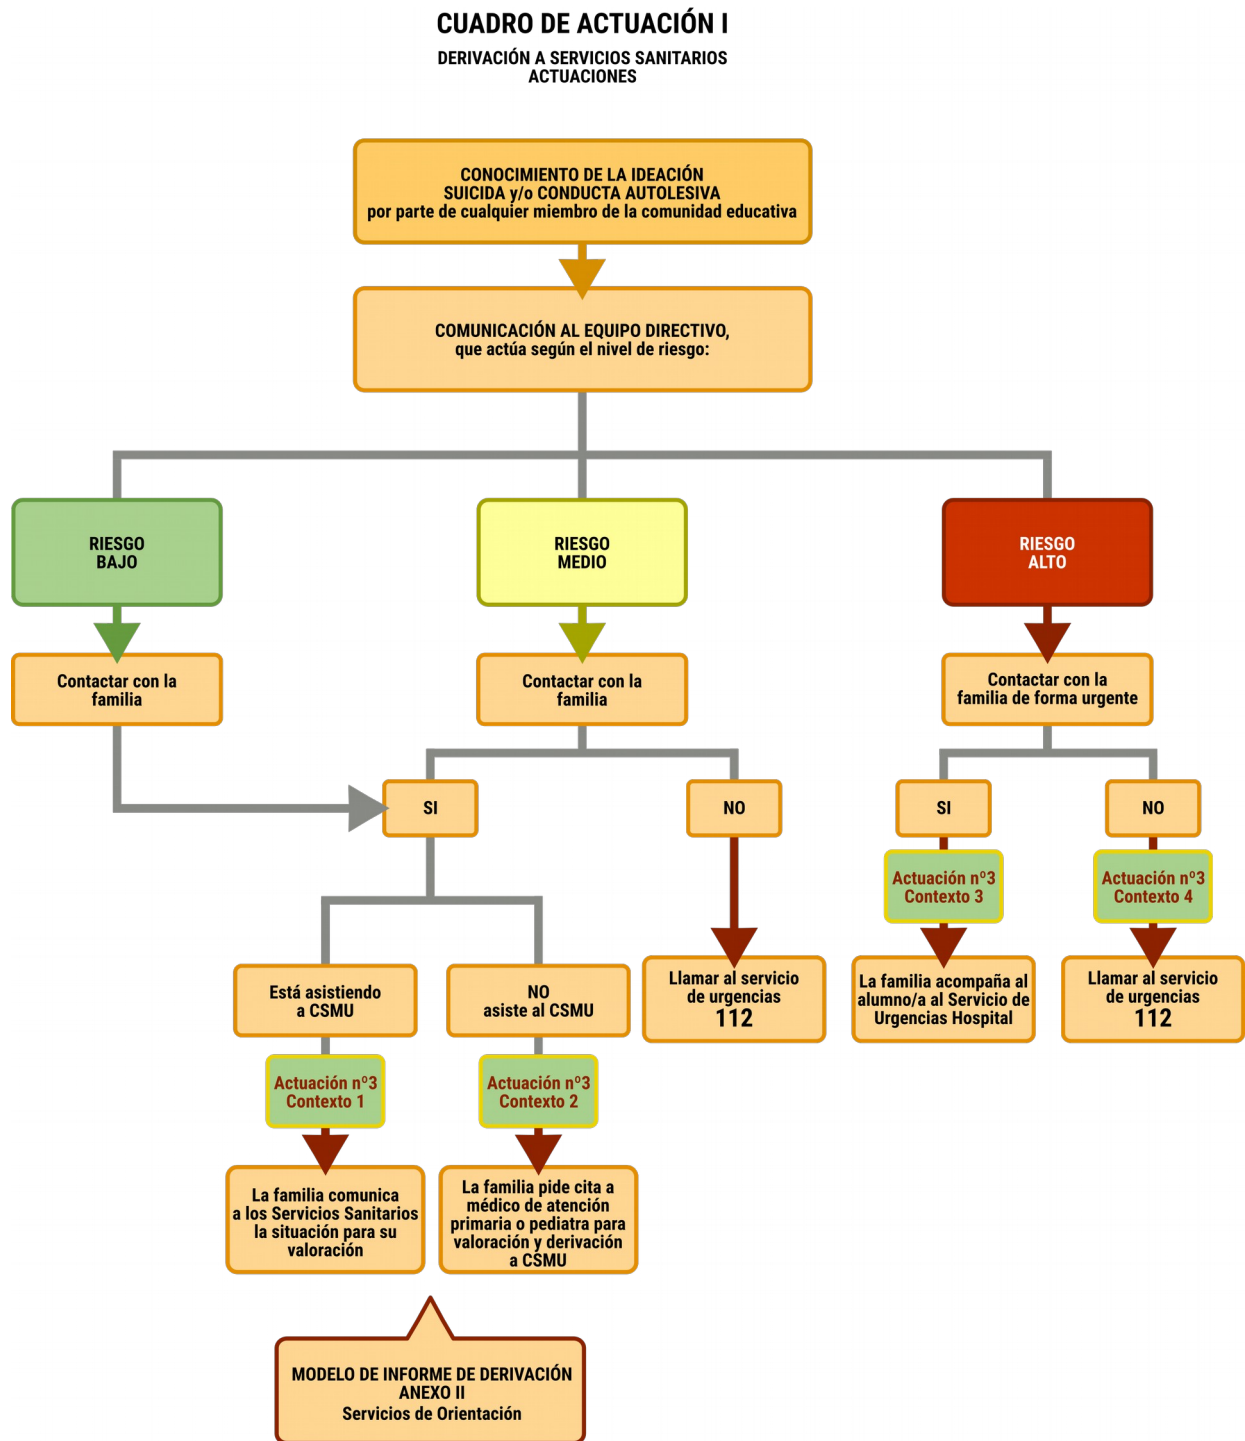 CUADRO DE ACTUACIÓN I
DERIVACIÓN A SERVICIOS SANITARIOS
ACTUACIONES
CONOCIMIENTO DE LA IDEACIÓN
SUICIDA y/o CONDUCTA AUTOLESIVA
por parte de cualquier miembro de la comunidad educativa
COMUNICACIÓN AL EQUIPO DIRECTIVO,
que actúa según el nivel de riesgo:
RIESGO
BAJO
RIESGO
MEDIO
RIESGO
ALTO
Contactar con la
familia
Contactar con la
familia
Contactar con la
familia de forma urgente
SI
NO
SI
NO
Actuación nº3
Contexto 3
Actuación nº3
Contexto 4
Está asistiendo
a CSMU
NO
asiste al CSMU
Llamar al servicio
de urgencias
112
La familia acompaña al
alumno/a al Servicio de
Urgencias Hospital
Llamar al servicio
de urgencias
112
Actuación nº3
Contexto 1
Actuación nº3
Contexto 2
La familia comunica
a los Servicios Sanitarios
la situación para su
valoración
La familia pide cita a
médico de atención
primaria o pediatra para
valoración y derivación
a CSMU
MODELO DE INFORME DE DERIVACIÓN
ANEXO II
Servicios de Orientación